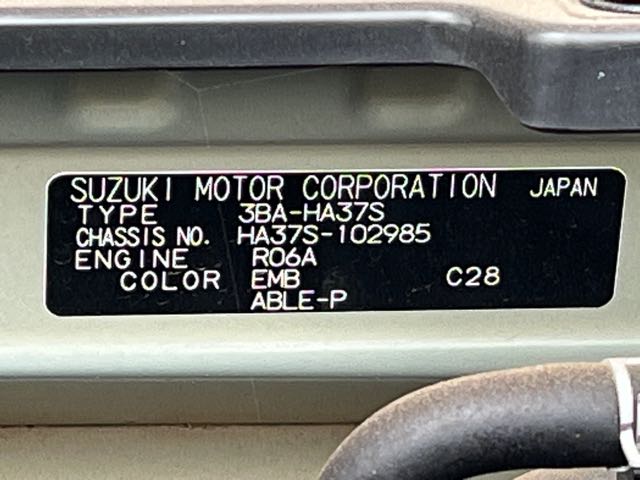 SUZUKI MOTOR CORPORATION JAPAN
TYPE 3BA-HA37S
CHASSIS NO. HA37S-102985
ENGINE R06A
COLOR EMB C28
ABLE-P